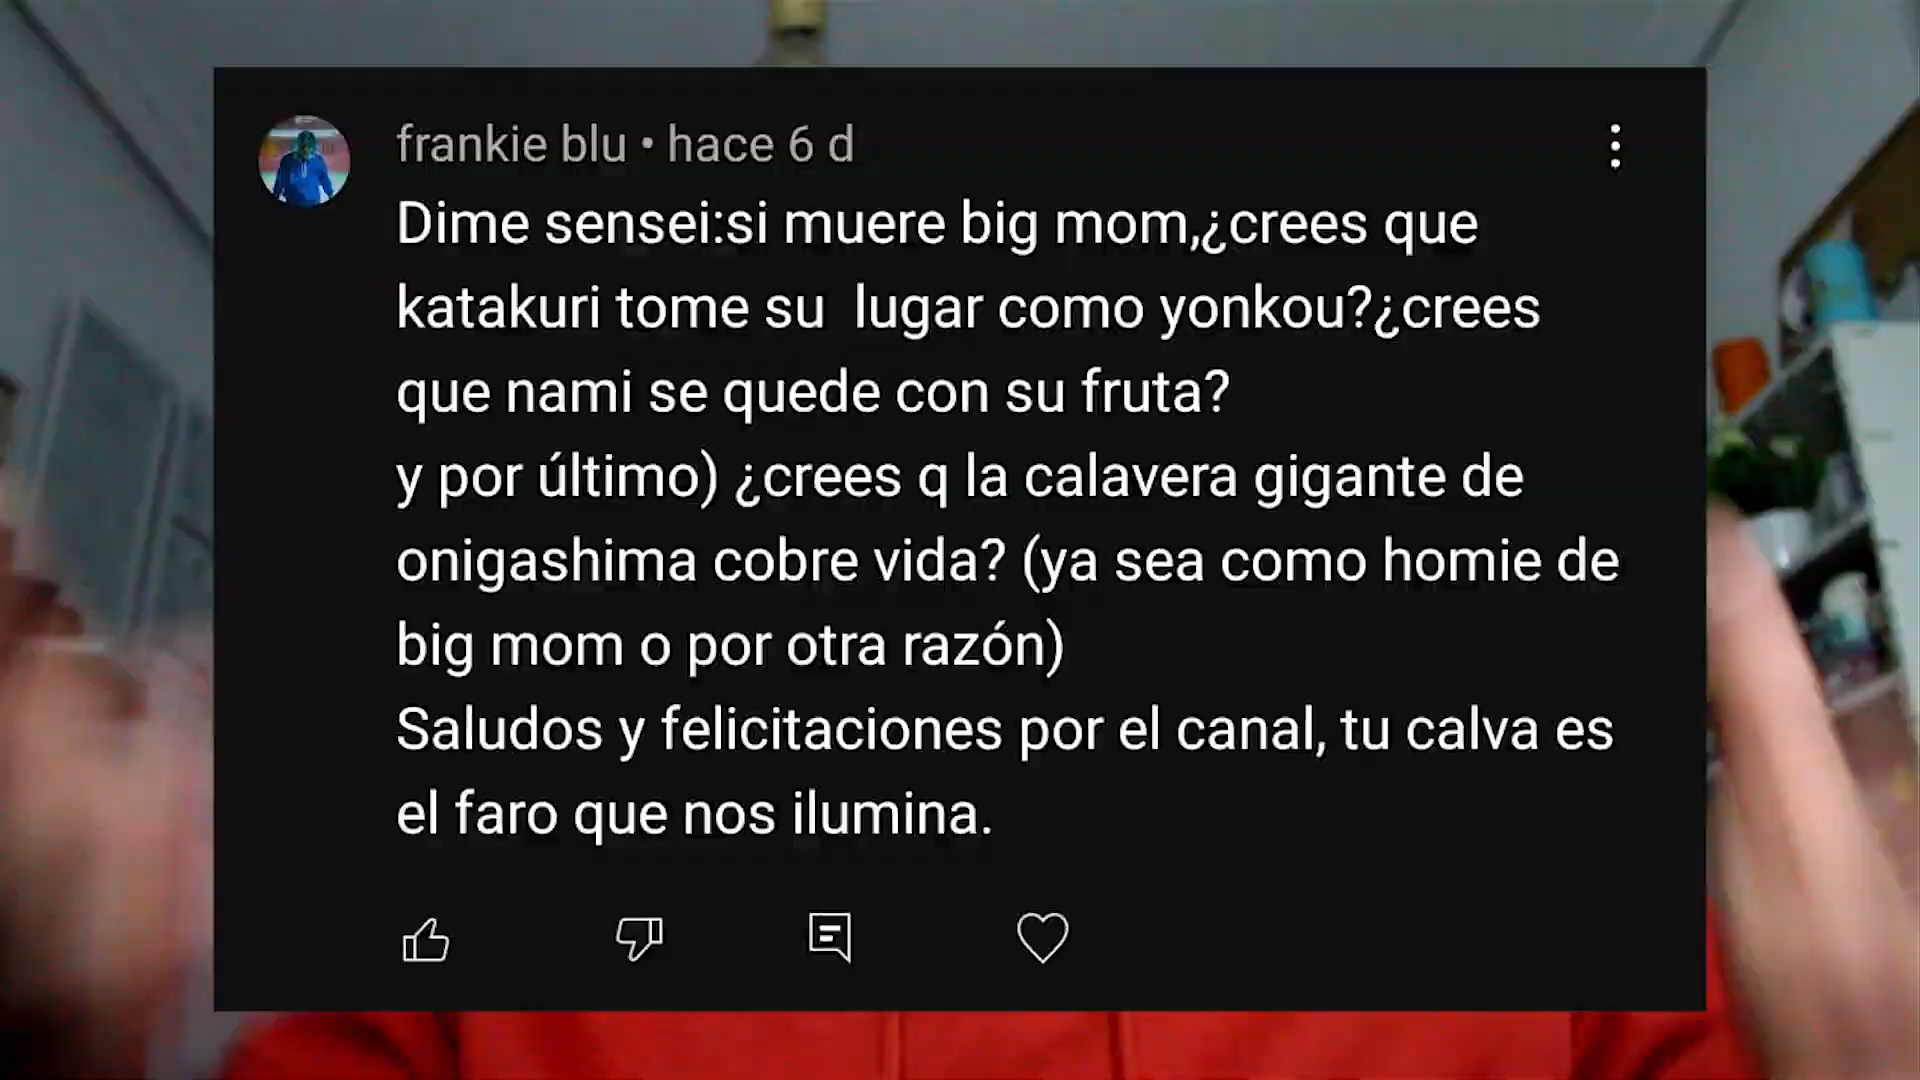 frankie blu • hace 6 d
Dime sensei:si muere big mom,¿crees que
katakuri tome su  lugar como yonkou?¿crees
que nami se quede con su fruta?
y por último) ¿crees q la calavera gigante de
onigashima cobre vida? (ya sea como homie de
big mom o por otra razón)
Saludos y felicitaciones por el canal, tu calva es
el faro que nos ilumina.